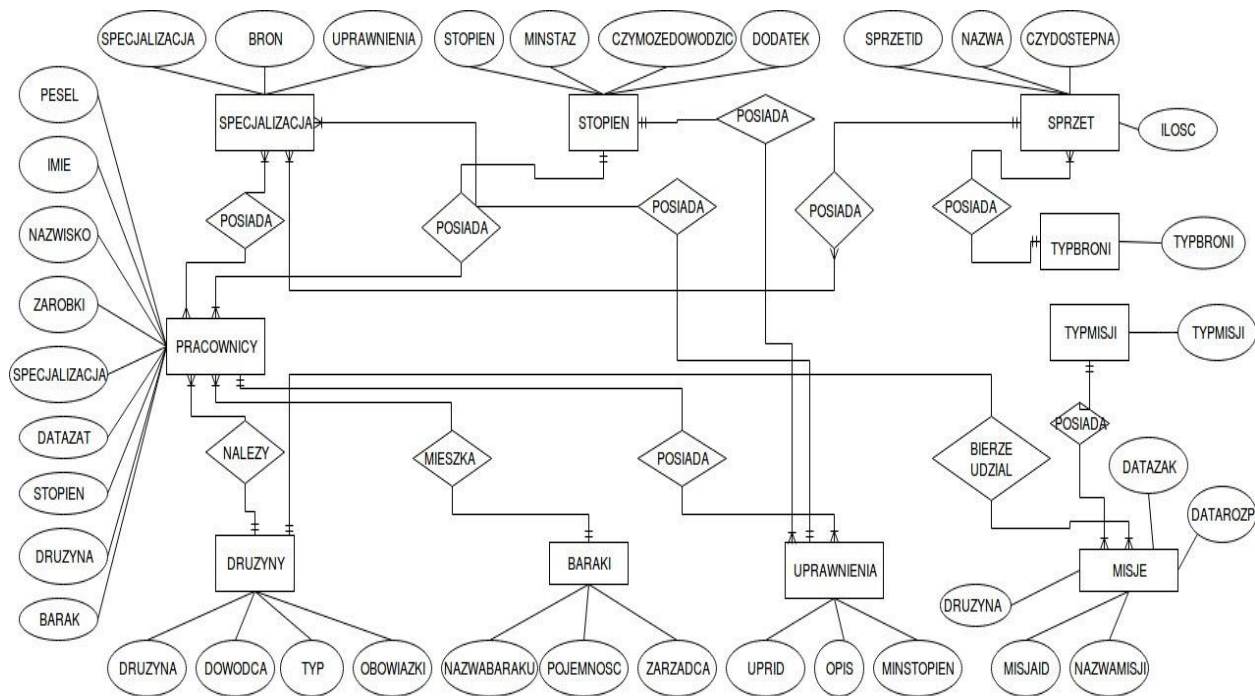 SPECJALIZACJA
BRON
UPRAWNIENIA
STOPIEN
MINSTAZ
CZYMOZEDOWODZIC
DODATEK
SPRZETID
NAZWA
CZYDOSTEPNA
PESEL
SPECJALIZACJA
STOPIEN
POSIADA
SPRZET
ILOSC
IMIE
POSIADA
POSIADA
POSIADA
POSIADA
POSIADA
NAZWISKO
TYPBRONI
TYPBRONI
ZAROBKI
PRACOWNICY
TYPMISJI
TYPMISJI
SPECJALIZACJA
DATAZAT
NALEZY
MIESZKA
POSIADA
BIERZE
UDZIAL
POSIADA
DATAZAK
STOPIEN
DATAROZP
DRUZYNA
DRUZYNY
BARAKI
UPRAWNIENIA
MISJE
BARAK
DRUZYNA
DRUZYNA
DOWODCA
TYP
OBOWIAZKI
NAZWABARAKU
POJEMNOSC
ZARZADCA
UPRID
OPIS
MINSTOPIEN
MISJAID
NAZWAMISJI